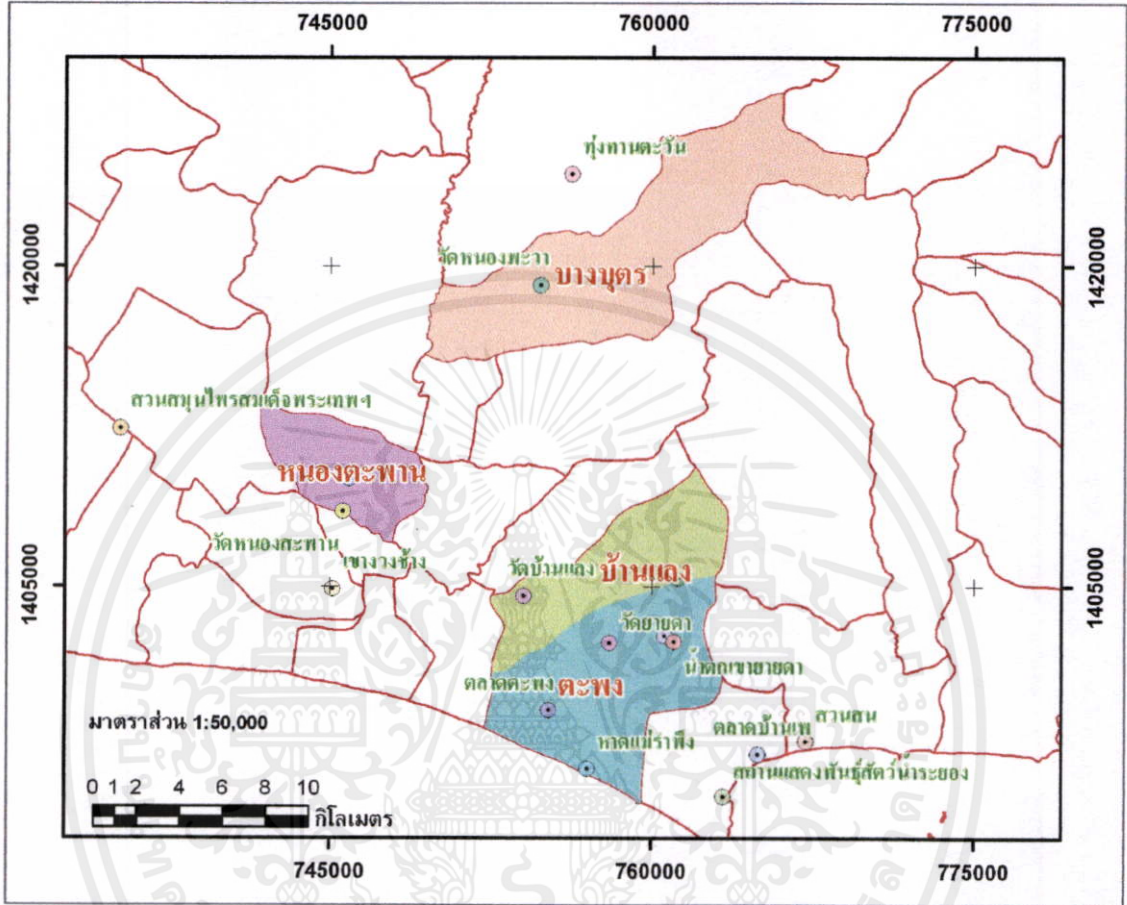 745000 760000 775000
ทุ่งทานตะวัน
1420000 1420000
วัดหนองพะวา
บางบุตร
สวนสมุนไพรสมเด็จพระเทพฯ
หนองตะพาน
วัดหนองสะพาน
เขาวงช้าง
วัดบ้านแลง
บ้านแลง
1405000 1405000
วัดยายดา
น้ำตกเขายายดา
ตลาดตะพง
ตะพง
มาตราส่วน 1:50,000
ตลาดบ้านเพ
สวนสน
หาดแม่รำพึง
สถานแสดงพันธุ์สัตว์น้ำระยอง
0 1 2 4 6 8 10
กิโลเมตร
745000 760000 775000